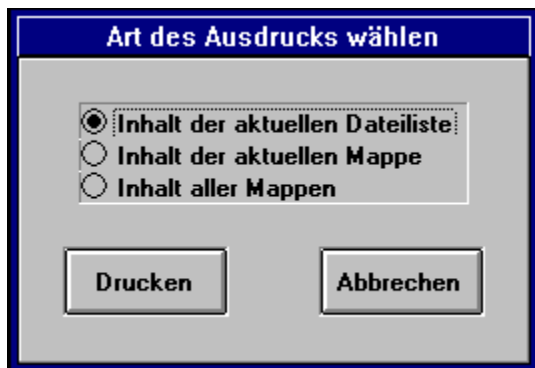 Art des Ausdrucks wählen
Inhalt der aktuellen Dateiliste
Inhalt der aktuellen Mappe
Inhalt aller Mappen
Drucken
Abbrechen